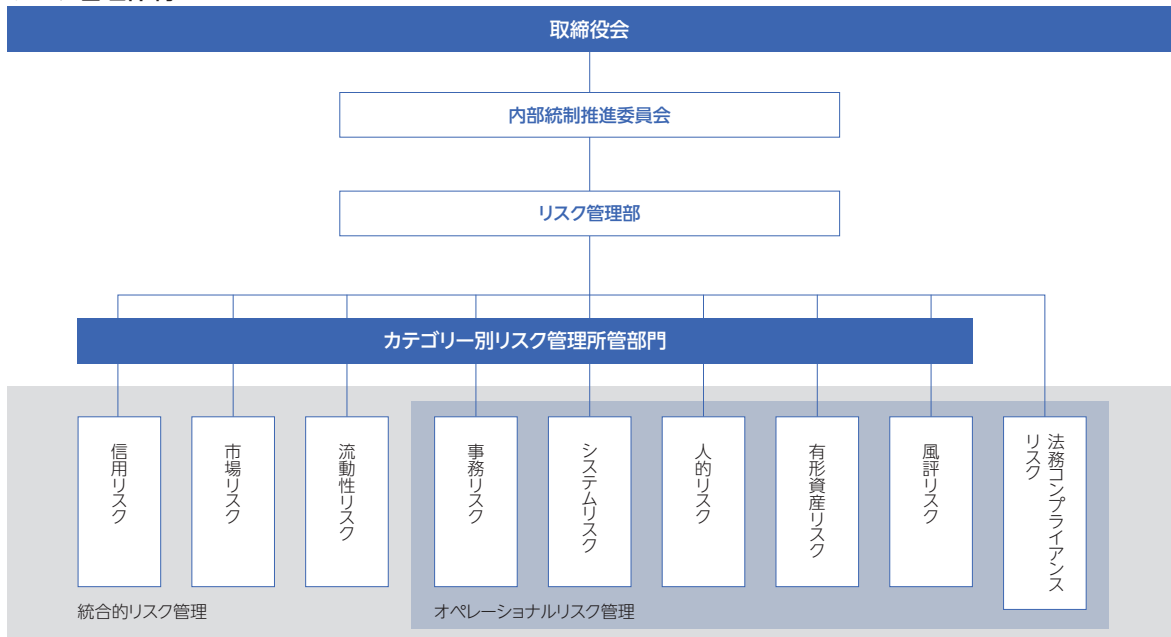 取締役会
内部統制推進委員会
リスク管理部
カテゴリー別リスク管理所管部門
信用リスク
市場リスク
流動性リスク
事務リスク
システムリスク
人的リスク
有形資産リスク
風評リスク
法務コンプライアンス
リスク
統合的リスク管理
オペレーショナルリスク管理